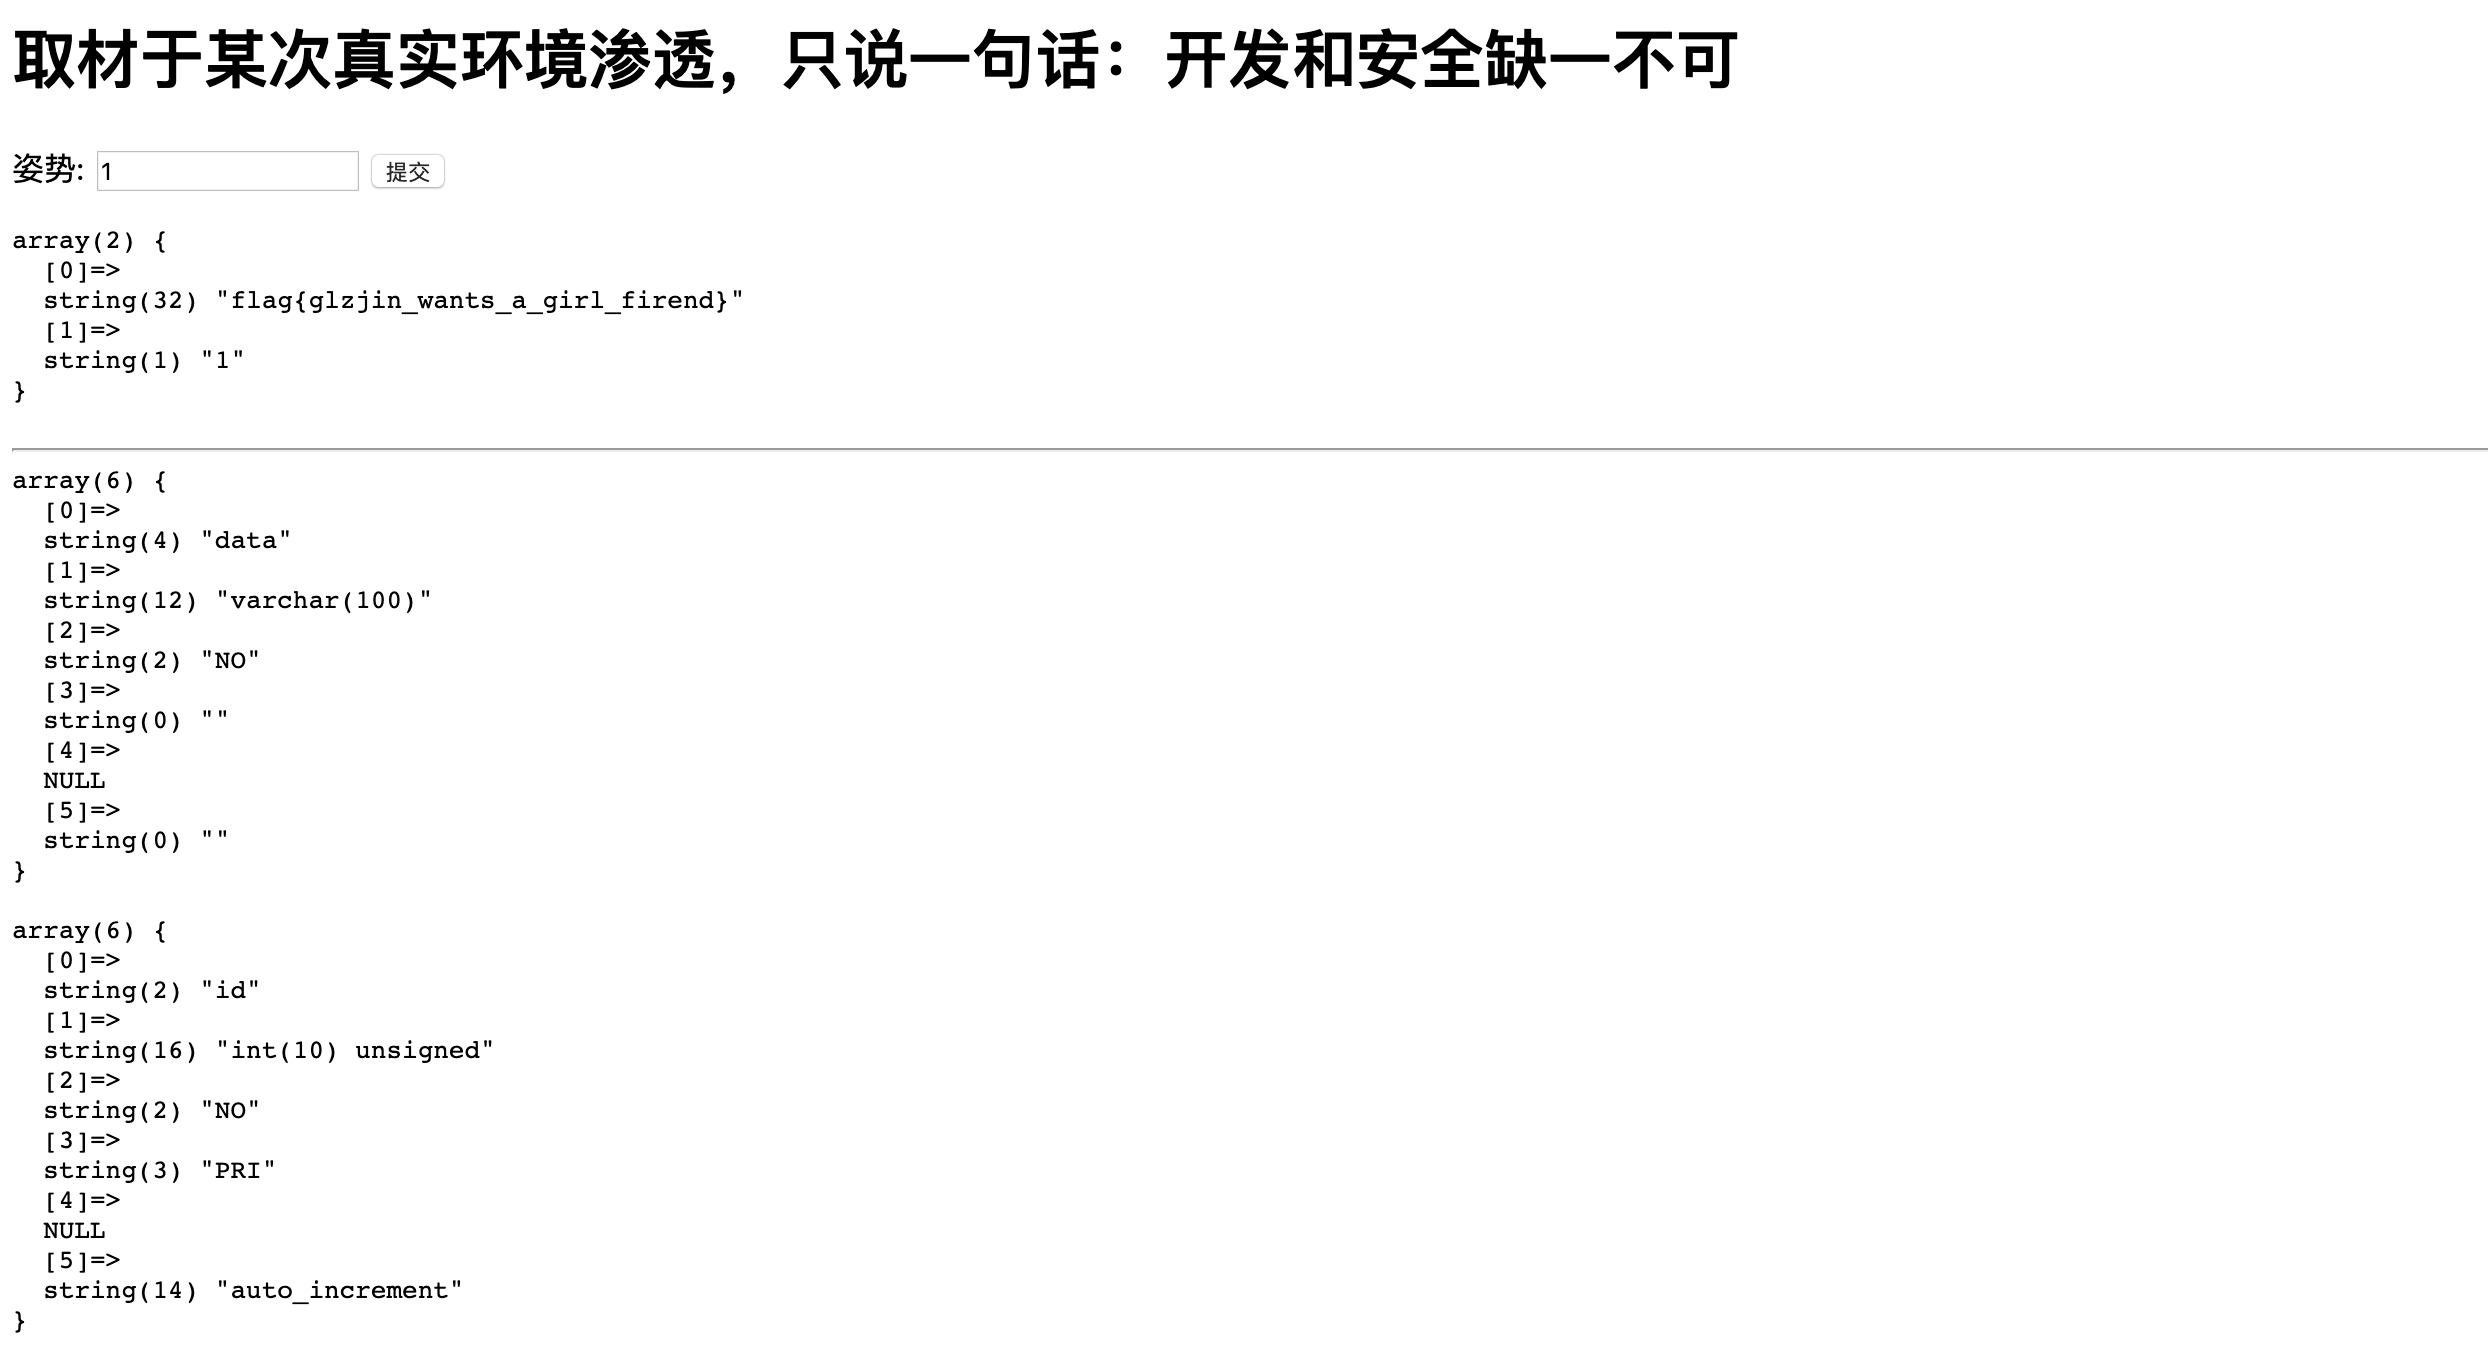 取材于某次真实环境渗透，只说一句话：开发和安全缺一不可
姿势: 1 提交
array(2) {
  [0]=>
  string(32) "flag{glzjin_wants_a_girl_firend}"
  [1]=>
  string(1) "1"
}
array(6) {
  [0]=>
  string(4) "data"
  [1]=>
  string(12) "varchar(100)"
  [2]=>
  string(2) "NO"
  [3]=>
  string(0) ""
  [4]=>
  NULL
  [5]=>
  string(0) ""
}
array(6) {
  [0]=>
  string(2) "id"
  [1]=>
  string(16) "int(10) unsigned"
  [2]=>
  string(2) "NO"
  [3]=>
  string(3) "PRI"
  [4]=>
  NULL
  [5]=>
  string(14) "auto_increment"
}